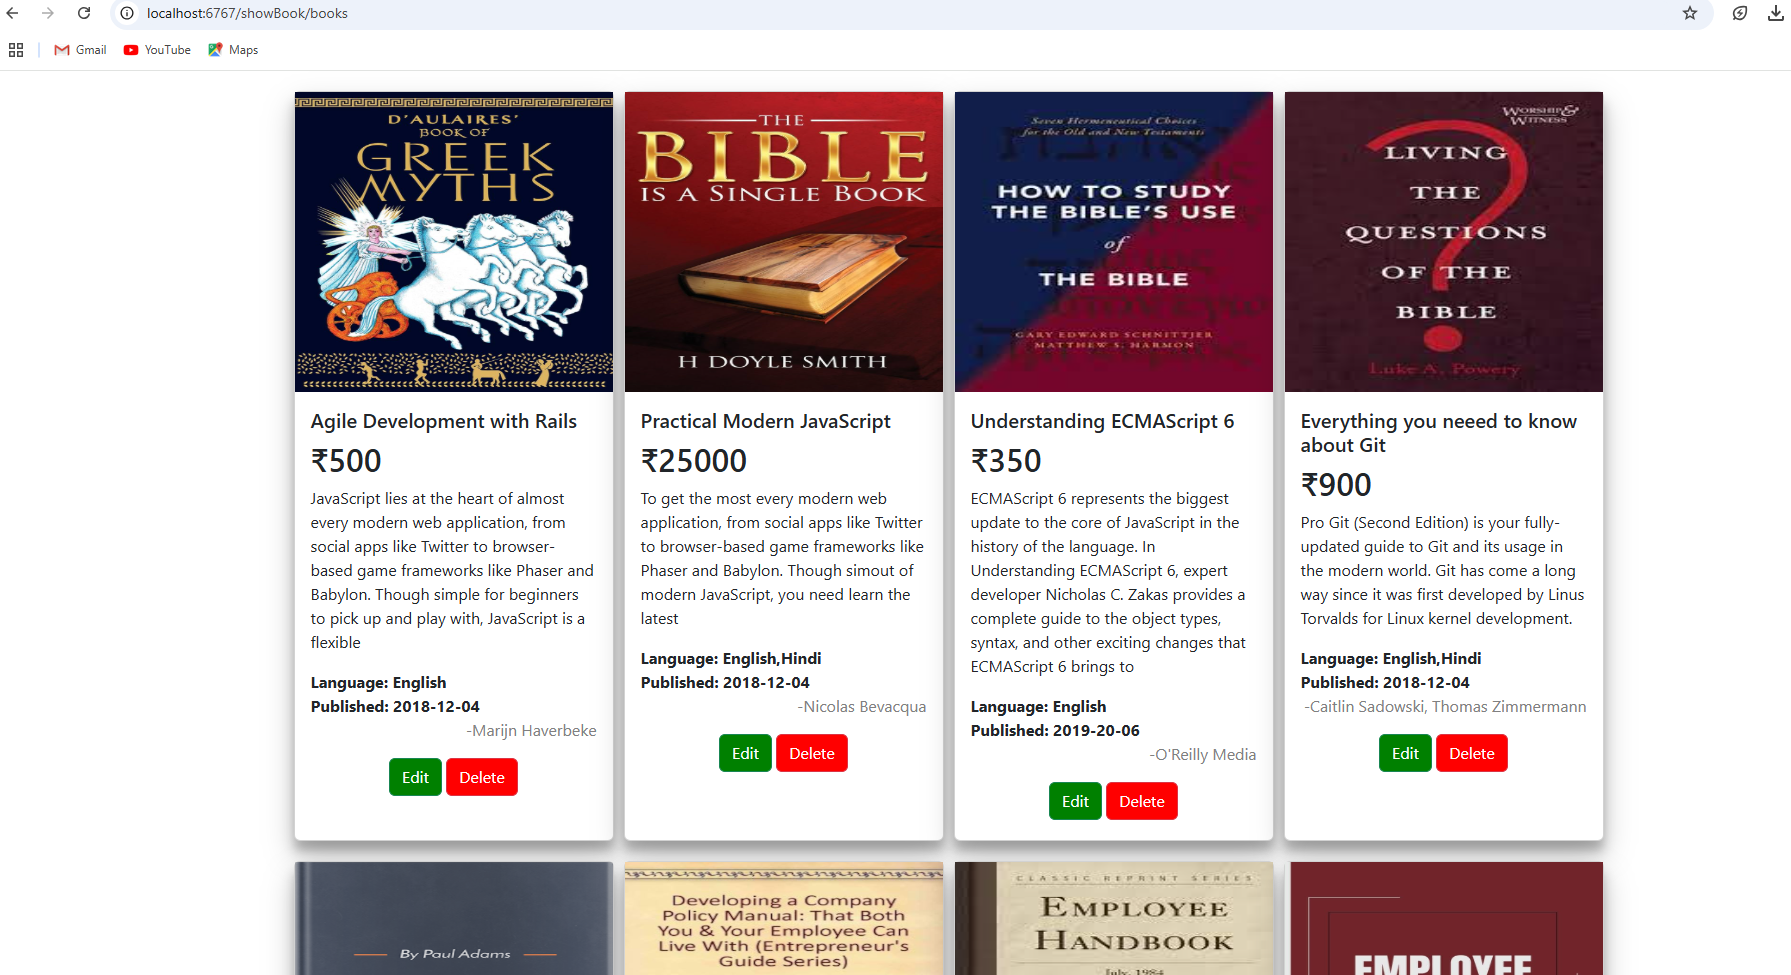 localhost:6767/showBook/books
Gmail YouTube Maps
D'AULAIRES'
BOOK OF
GREEK
MYTHS
THE
BIBLE
IS A SINGLE BOOK
H DOYLE SMITH
Seven Hermeneutical Choices
for the Old and New Testaments
HOW TO STUDY
THE BIBLE'S USE
of
THE BIBLE
GARY EDWARD SCHNITTJER
MATTHEW S. HARMON
WORSHIP &
WITNESS
LIVING
THE
QUESTIONS
OF THE
BIBLE
Luke A. Powery
Agile Development with Rails
₹500
JavaScript lies at the heart of almost
every modern web application, from
social apps like Twitter to browser-
based game frameworks like Phaser and
Babylon. Though simple for beginners
to pick up and play with, JavaScript is a
flexible
Language: English
Published: 2018-12-04
-Marijn Haverbeke
Edit Delete
Practical Modern JavaScript
₹25000
To get the most every modern web
application, from social apps like Twitter
to browser-based game frameworks like
Phaser and Babylon. Though simout of
modern JavaScript, you need learn the
latest
Language: English,Hindi
Published: 2018-12-04
-Nicolas Bevacqua
Edit Delete
Understanding ECMAScript 6
₹350
ECMAScript 6 represents the biggest
update to the core of JavaScript in the
history of the language. In
Understanding ECMAScript 6, expert
developer Nicholas C. Zakas provides a
complete guide to the object types,
syntax, and other exciting changes that
ECMAScript 6 brings to
Language: English
Published: 2019-20-06
-O'Reilly Media
Edit Delete
Everything you neeed to know
about Git
₹900
Pro Git (Second Edition) is your fully-
updated guide to Git and its usage in
the modern world. Git has come a long
way since it was first developed by Linus
Torvalds for Linux kernel development.
Language: English,Hindi
Published: 2018-12-04
-Caitlin Sadowski, Thomas Zimmermann
Edit Delete
By Paul Adams
Developing a Company
Policy Manual: That Both
You & Your Employee Can
Live With (Entrepreneur's
Guide Series)
CLASSIC REPRINT SERIES
EMPLOYEE
HANDBOOK
July, 1984
EMPLOYEE